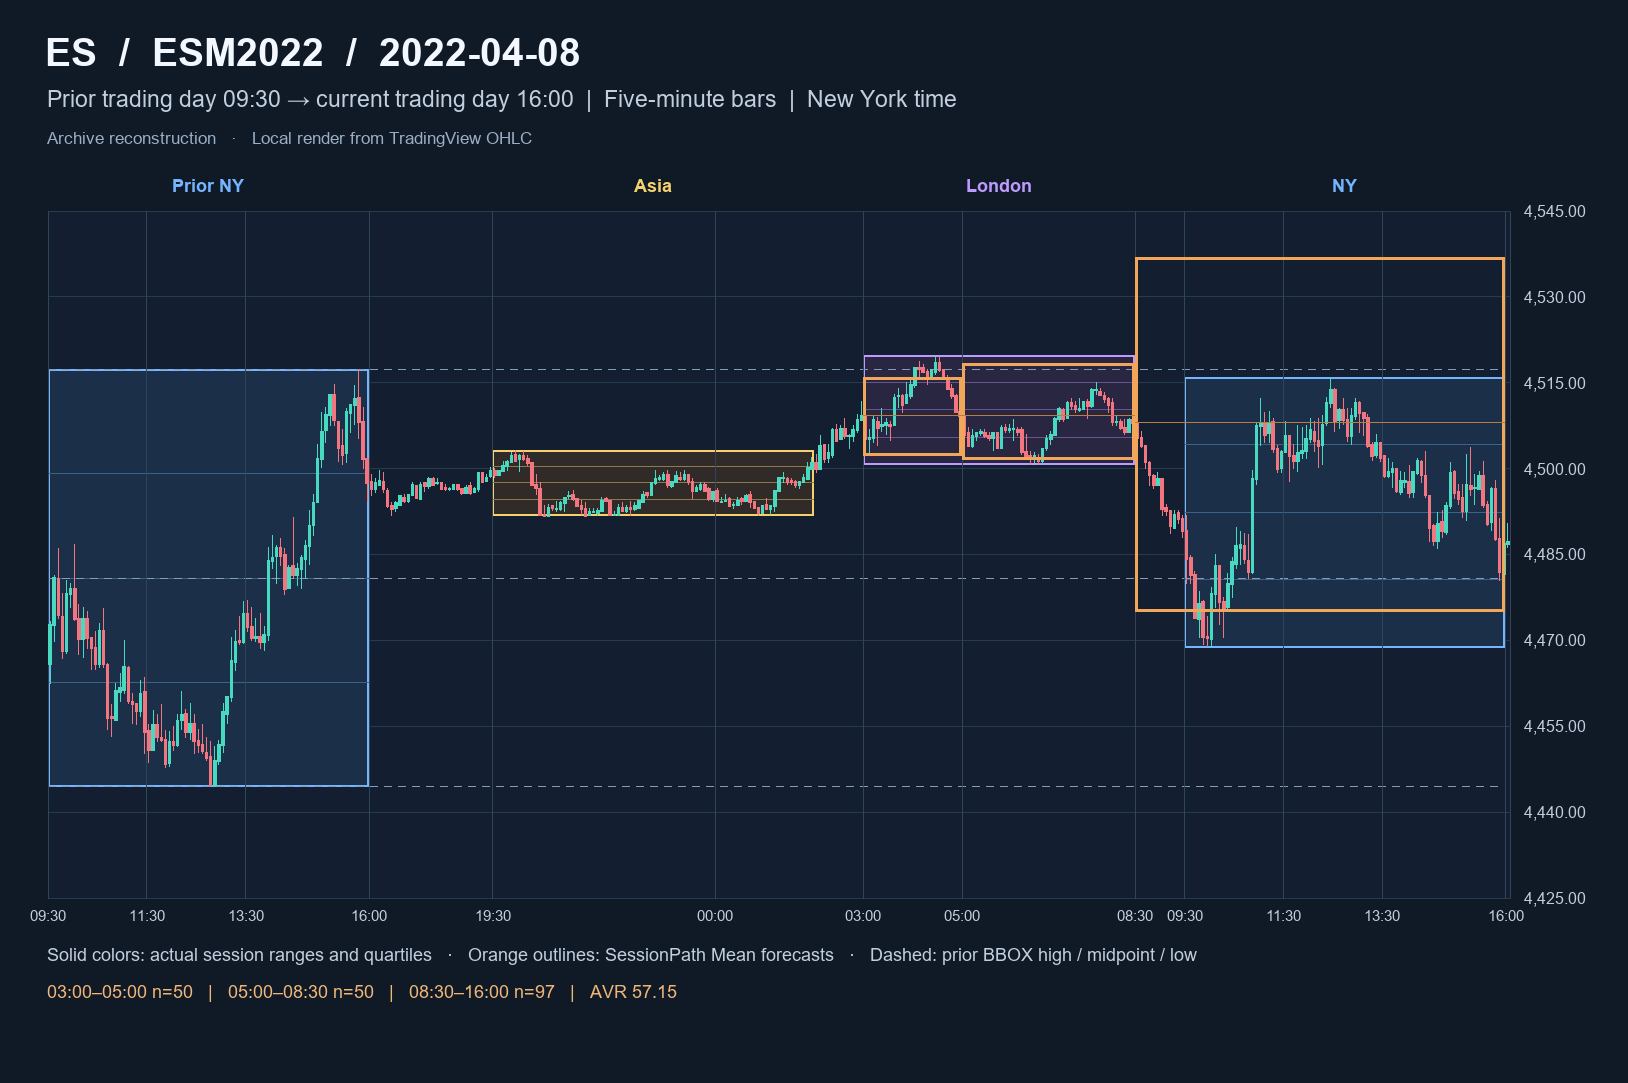 ES / ESM2022 / 2022-04-08
Prior trading day 09:30 → current trading day 16:00 | Five-minute bars | New York time
Archive reconstruction · Local render from TradingView OHLC
Prior NY
Asia
London
NY
4,545.00
4,530.00
4,515.00
4,500.00
4,485.00
4,470.00
4,455.00
4,440.00
4,425.00
09:30 11:30 13:30 16:00 19:30 00:00 03:00 05:00 08:30 09:30 11:30 13:30 16:00
Solid colors: actual session ranges and quartiles · Orange outlines: SessionPath Mean forecasts · Dashed: prior BBOX high / midpoint / low
03:00–05:00 n=50 | 05:00–08:30 n=50 | 08:30–16:00 n=97 | AVR 57.15